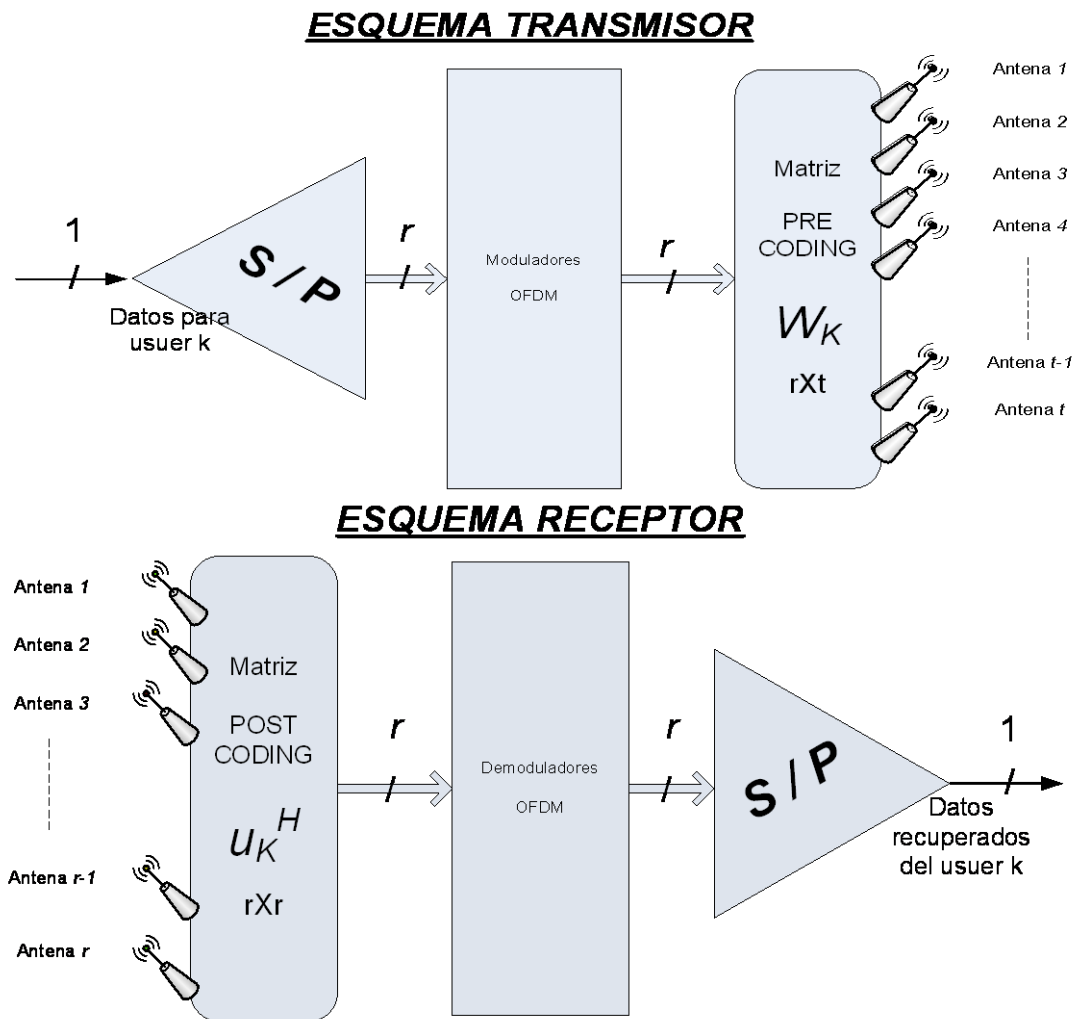 ESQUEMA TRANSMISOR
Antena 1
Antena 2
Antena 3
Antena 4
Antena t-1
Antena t
1
S / P
Datos para
usuer k
r
Moduladores
OFDM
r
Matriz
PRE
CODING
W_K
rXt
ESQUEMA RECEPTOR
Antena 1
Antena 2
Antena 3
Antena r-1
Antena r
Matriz
POST
CODING
u_K^H
rXr
r
Demoduladores
OFDM
r
S / P
1
Datos
recuperados
del usuer k